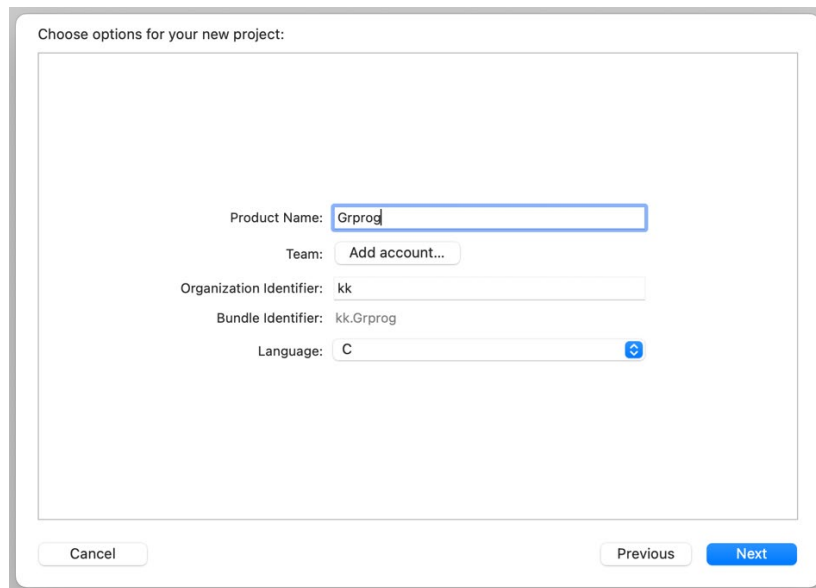 Choose options for your new project:
Product Name: Grprog
Team: Add account...
Organization Identifier: kk
Bundle Identifier: kk.Grprog
Language: C
Cancel Previous Next